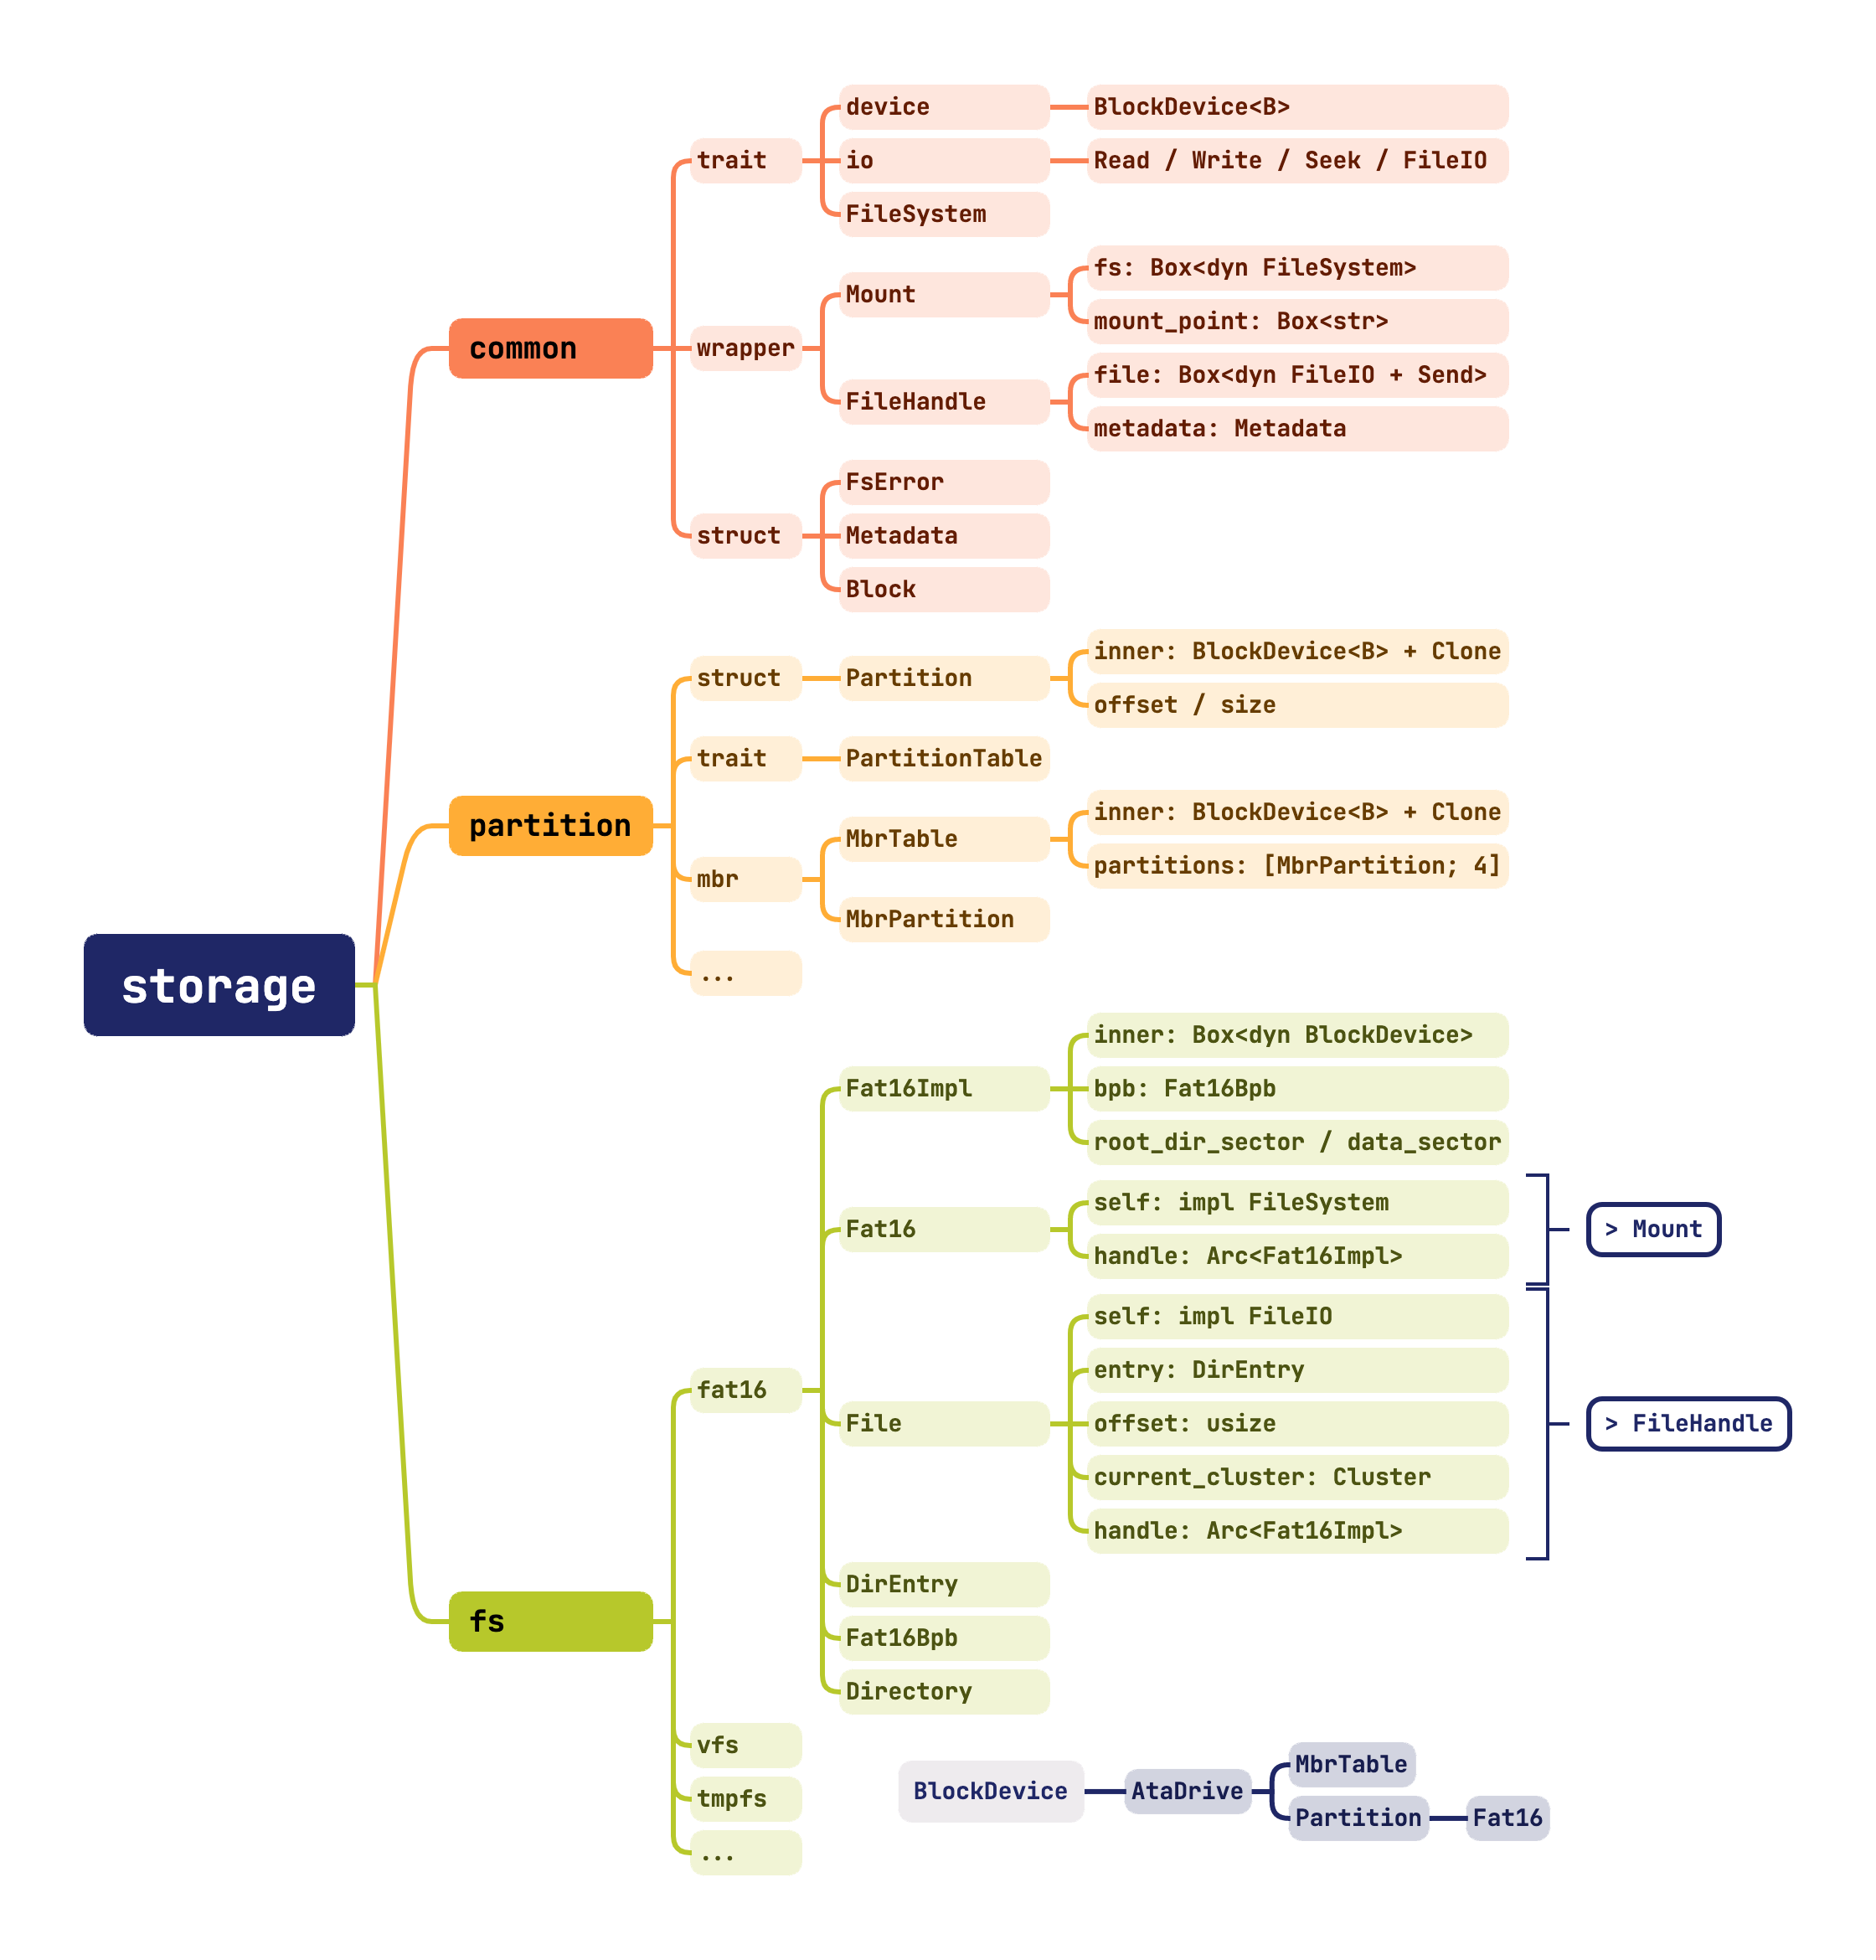 storage
common
trait
device
BlockDevice<B>
io
Read / Write / Seek / FileIO
FileSystem
wrapper
Mount
fs: Box<dyn FileSystem>
mount_point: Box<str>
FileHandle
file: Box<dyn FileIO + Send>
metadata: Metadata
struct
FsError
Metadata
Block
partition
struct
Partition
inner: BlockDevice<B> + Clone
offset / size
trait
PartitionTable
mbr
MbrTable
inner: BlockDevice<B> + Clone
partitions: [MbrPartition; 4]
MbrPartition
...
fs
fat16
Fat16Impl
inner: Box<dyn BlockDevice>
bpb: Fat16Bpb
root_dir_sector / data_sector
Fat16
self: impl FileSystem
handle: Arc<Fat16Impl>
> Mount
File
self: impl FileIO
entry: DirEntry
offset: usize
current_cluster: Cluster
handle: Arc<Fat16Impl>
> FileHandle
DirEntry
Fat16Bpb
Directory
vfs
tmpfs
...
BlockDevice
AtaDrive
MbrTable
Partition
Fat16